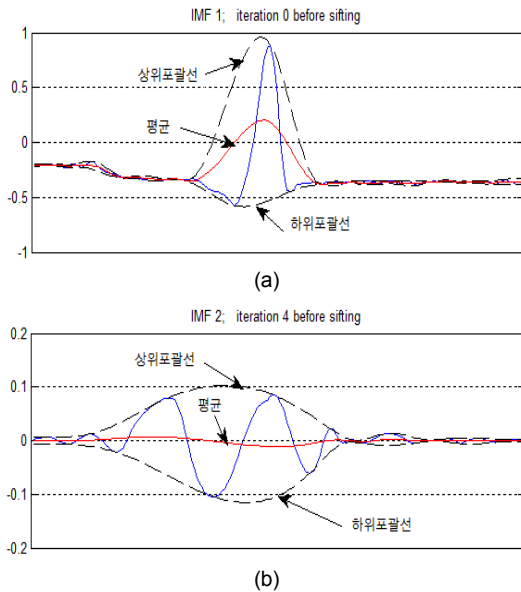 IMF 1; iteration 0 before sifting
1
상위포괄선
0.5
평균
0
-0.5
하위포괄선
-1
(a)
IMF 2; iteration 4 before sifting
0.2
상위포괄선
0.1
평균
0
-0.1
하위포괄선
-0.2
(b)